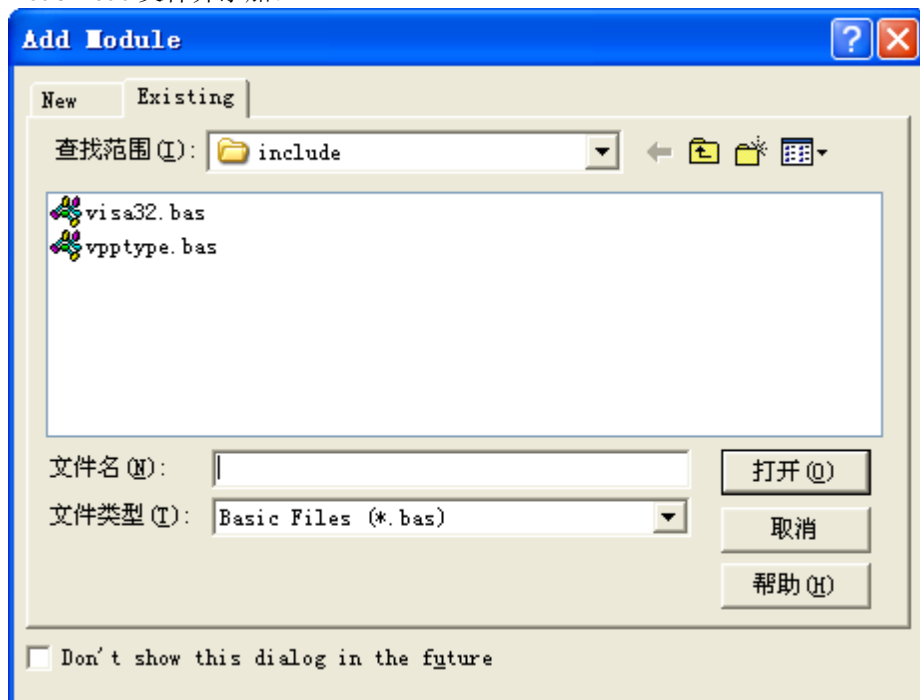 Add Module
New Existing
查找范围(I): include
visa32.bas
vpptype.bas
文件名(N): 打开(O)
文件类型(T): Basic Files (*.bas) 取消
帮助(H)
Don't show this dialog in the future